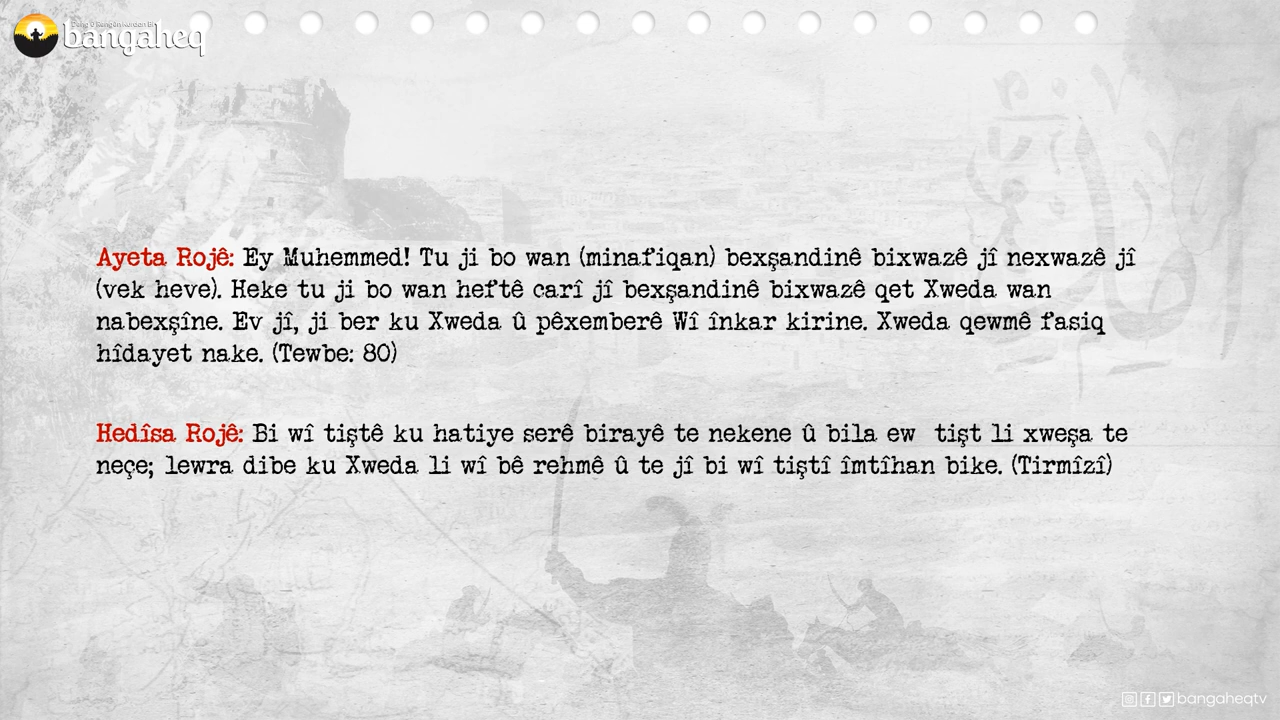 bangaheq
Ayeta Rojê: Ey Muhemmed! Tu ji bo wan (minafiqan) bexşandinê bixwazê jî nexwazê jî
(vek heve). Heke tu ji bo wan heftê carî jî bexşandinê bixwazê qet Xweda wan
nabexşîne. Ev jî, ji ber ku Xweda û pêxemberê Wî înkar kirine. Xweda qewmê fasiq
hîdayet nake. (Tewbe: 80)
Hedîsa Rojê: Bi wî tiştê ku hatiye serê birayê te nekene û bila ew tişt li xweşa te
neçe; lewra dibe ku Xweda li wî bê rehmê û te jî bi wî tiştî îmtîhan bike. (Tirmîzî)
bangaheqtv